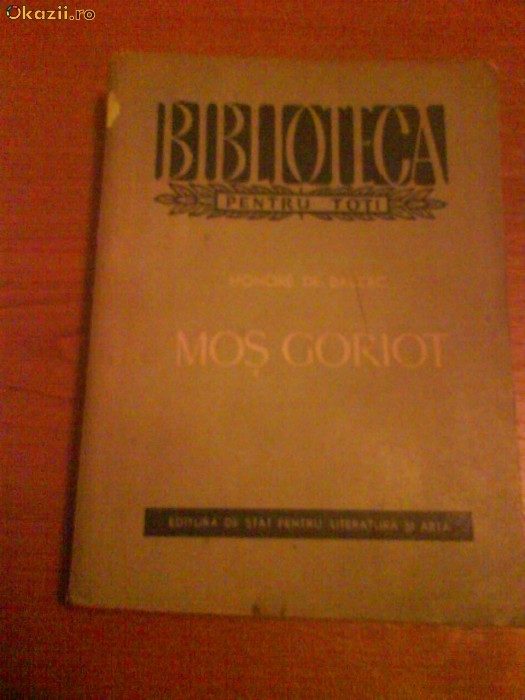 Okazii.ro
BIBLIOTECA
PENTRU TOȚI
HONORÉ DE BALZAC
MOȘ GORIOT
EDITURA DE STAT PENTRU LITERATURĂ ȘI ARTĂ